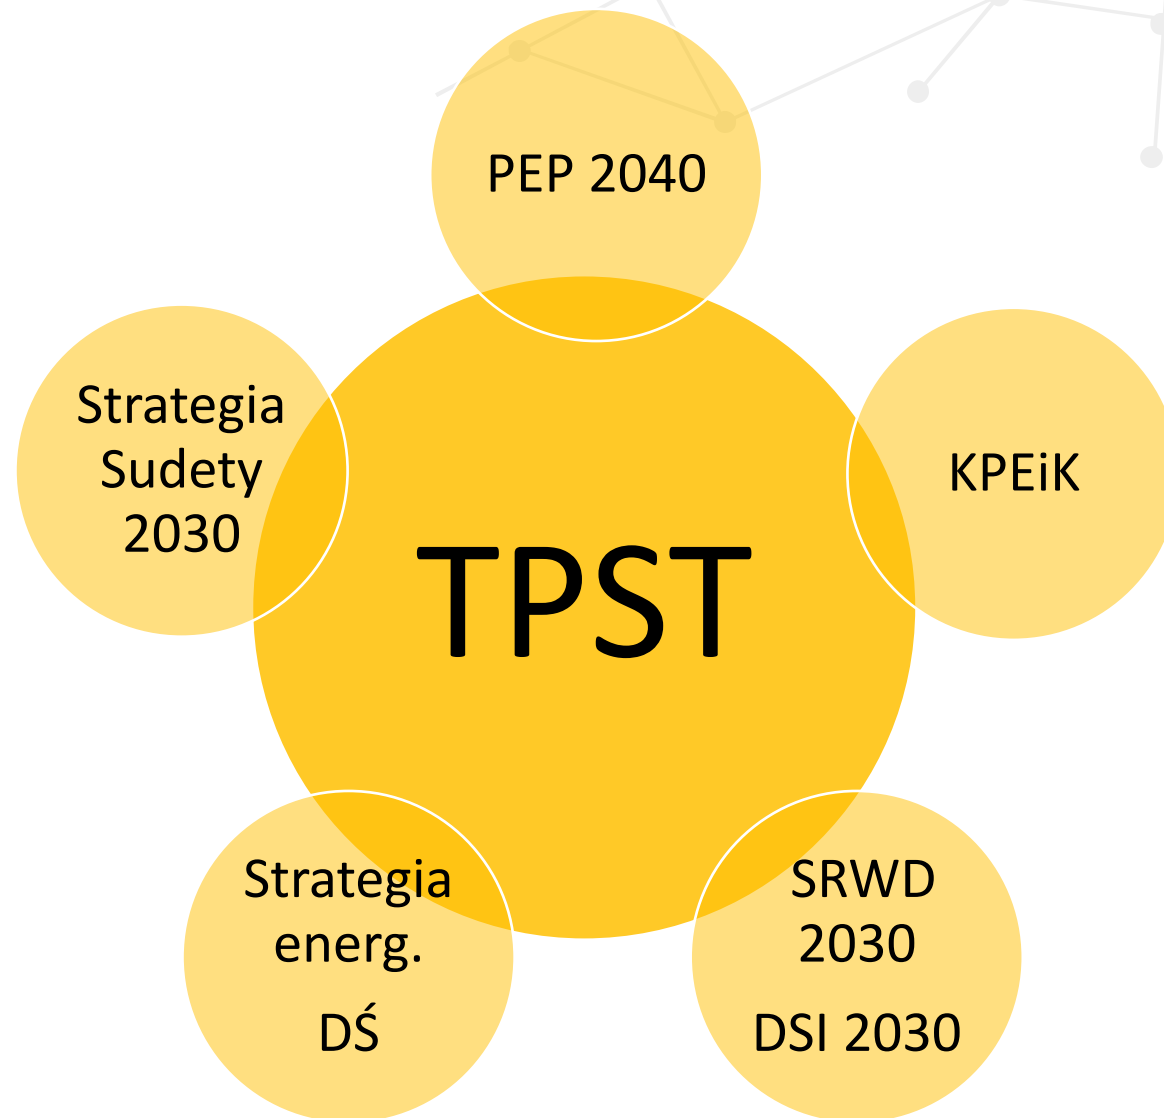 PEP 2040
KPEiK
SRWD
2030
DSI 2030
Strategia
energ.
DŚ
Strategia
Sudety
2030
TPST